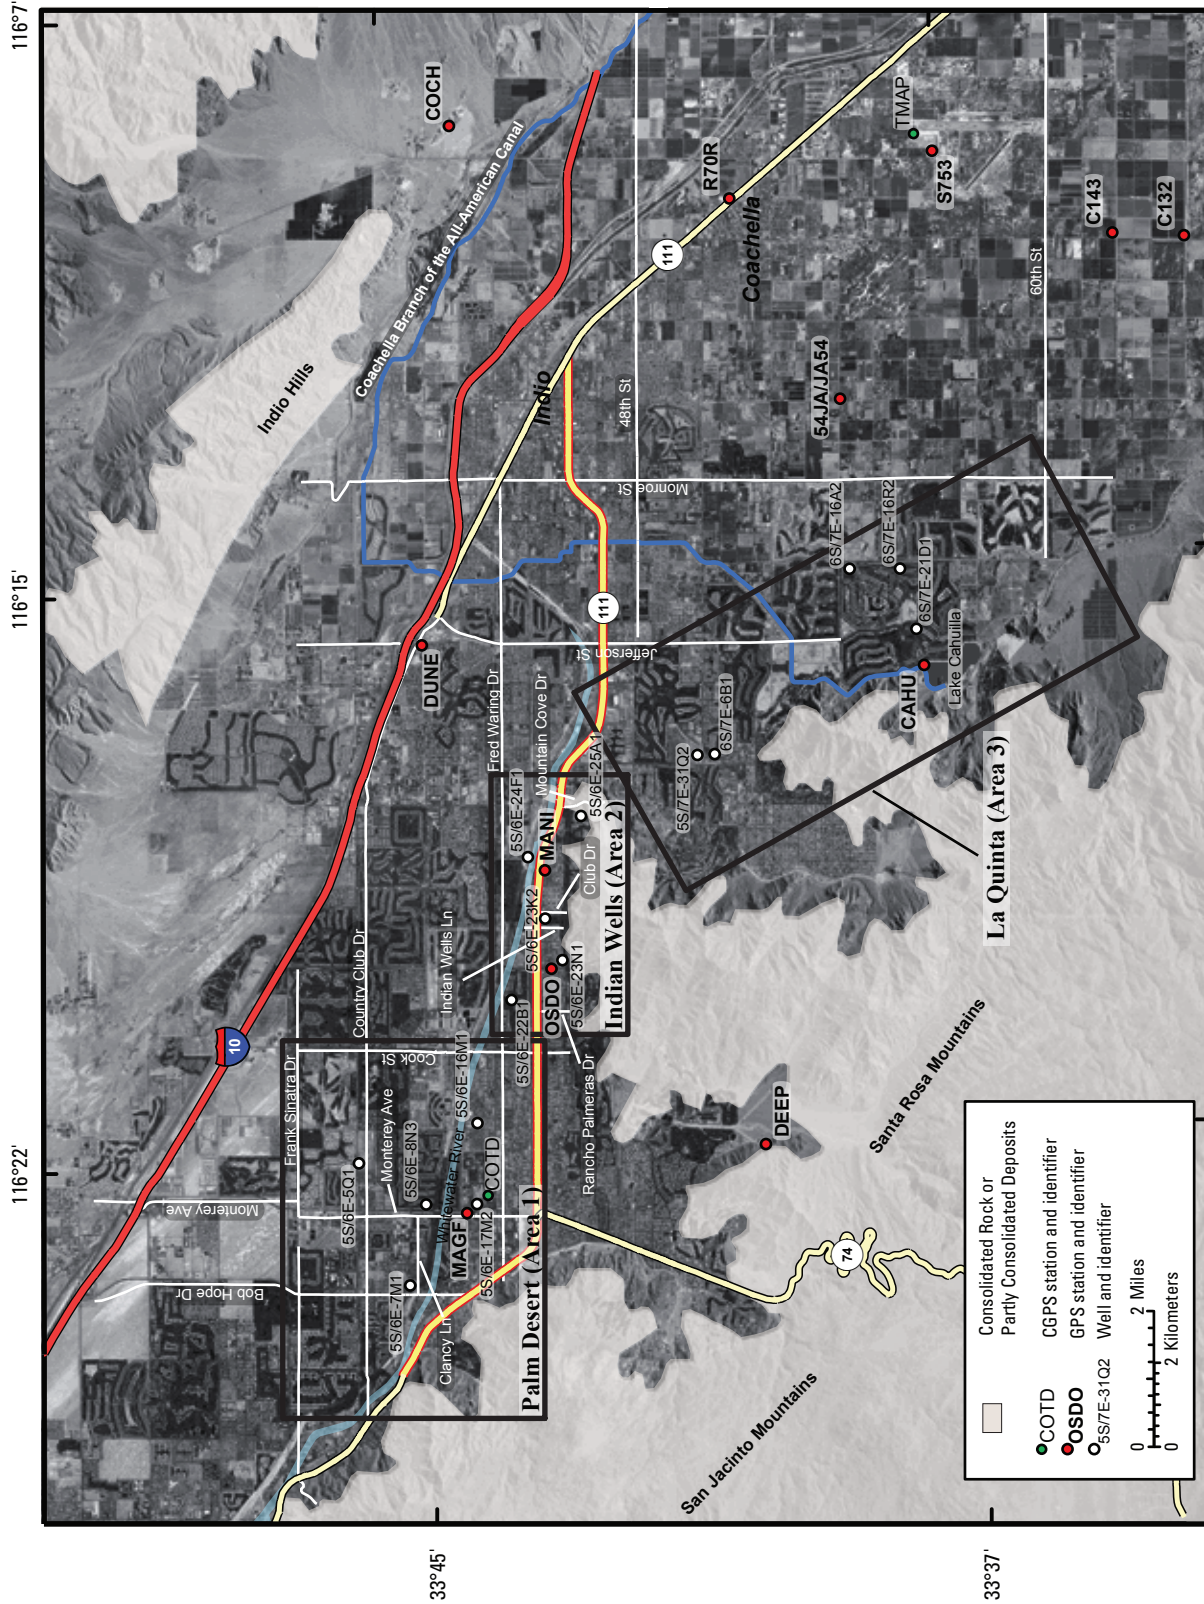 116°22'
116°15'
116°7'
33°45'
33°37'
10
Monterey Ave
Bob Hope Dr
Frank Sinatra Dr
Country Club Dr
Indio Hills
Coachella Branch of the All-American Canal
COCH
DUNE
5S/6E-5Q1
5S/6E-8N3
5S/6E-7M1
Monterey Ave
Cook St
Whitewater River
5S/6E-16M1
MAGF
COTD
5S/6E-17M2
Clancy Ln
Palm Desert (Area 1)
Indian Wells Ln
Fred Waring Dr
5S/6E-24F1
Mountain Cove Dr
5S/6E-22B1
5S/6E-23K2
MANI
OSDO
5S/6E-25A1
5S/6E-23N1
Club Dr
Rancho Palmeras Dr
Indian Wells (Area 2)
111
Indio
Jefferson St
Monroe St
48th St
111
R70R
Coachella
5S/7E-31Q2
6S/7E-6B1
DEEP
74
54JA/JA54
6S/7E-16A2
6S/7E-16R2
6S/7E-21D1
CAHU
Lake Cahuilla
TMAP
S753
60th St
C143
C132
La Quinta (Area 3)
Santa Rosa Mountains
San Jacinto Mountains
Consolidated Rock or
Partly Consolidated Deposits
COTD CGPS station and identifier
OSDO GPS station and identifier
5S/7E-31Q2 Well and identifier
0 2 Miles
0 2 Kilometers